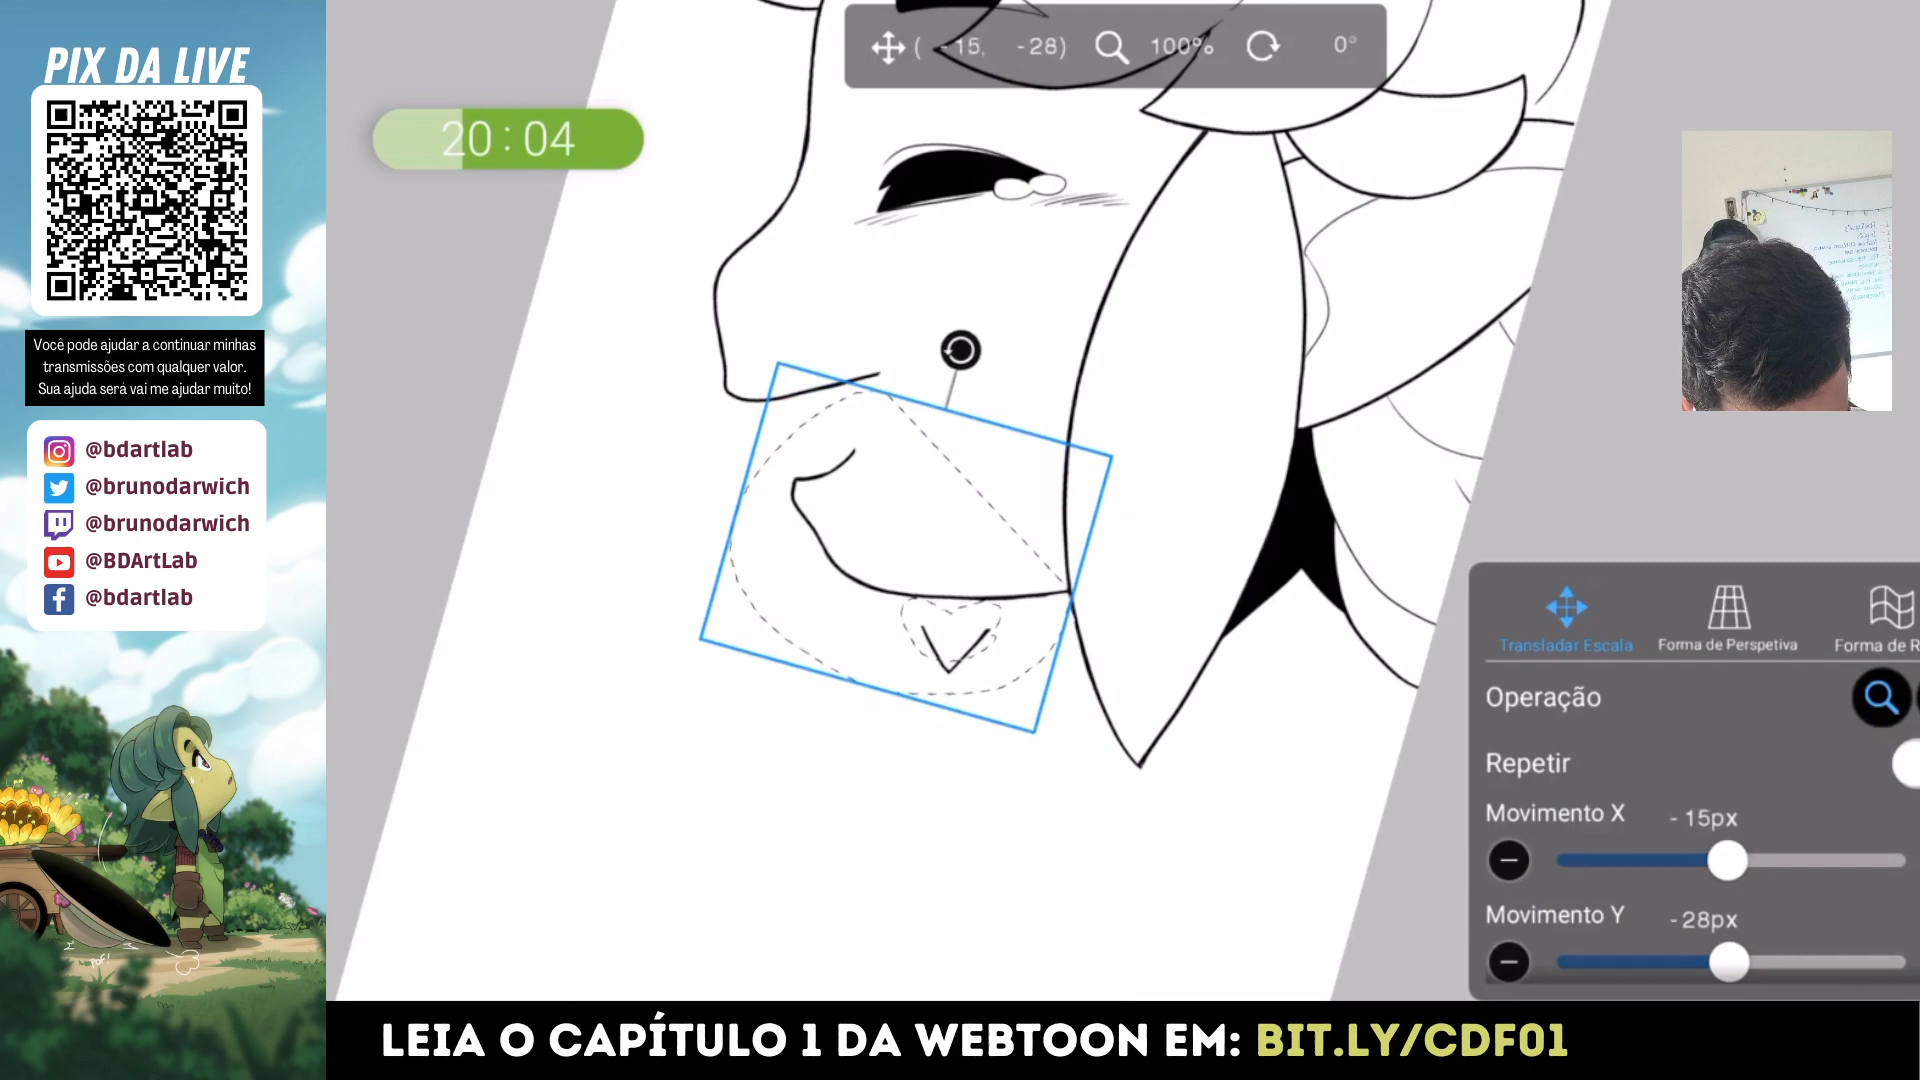 PIX DA LIVE
Você pode ajudar a continuar minhas
transmissões com qualquer valor.
Sua ajuda será vai me ajudar muito!
@bdartlab
@brunodarwich
@brunodarwich
@BDArtLab
@bdartlab
POF!
20:04
( -15, -28) 100% 0°
Transladar Escala Forma de Perspetiva Forma de R
Operação
Repetir
Movimento X -15px
Movimento Y -28px
LEIA O CAPÍTULO 1 DA WEBTOON EM: BIT.LY/CDF01